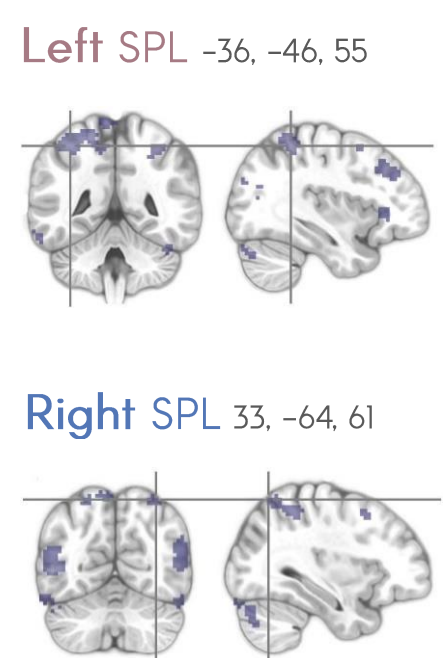 Left SPL –36, –46, 55
Right SPL 33, –64, 61